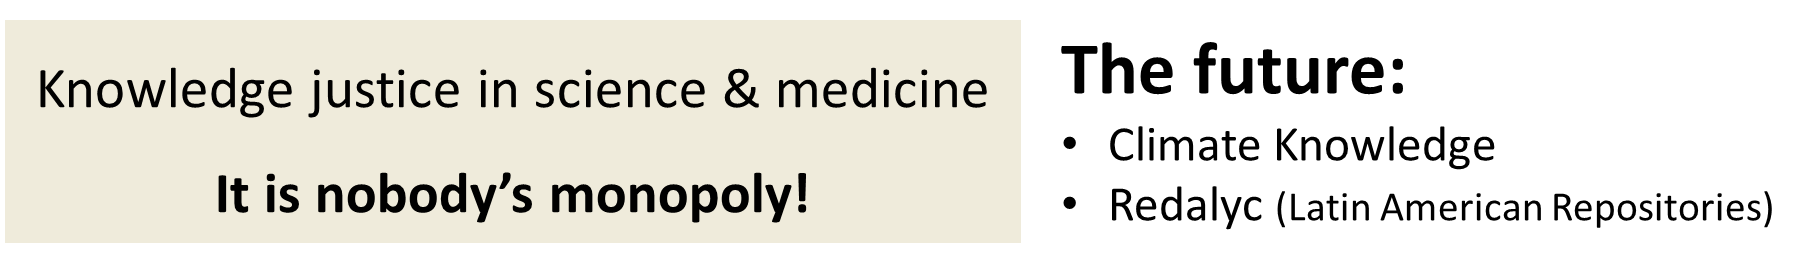 Knowledge justice in science & medicine
It is nobody’s monopoly!
The future:
• Climate Knowledge
• Redalyc (Latin American Repositories)